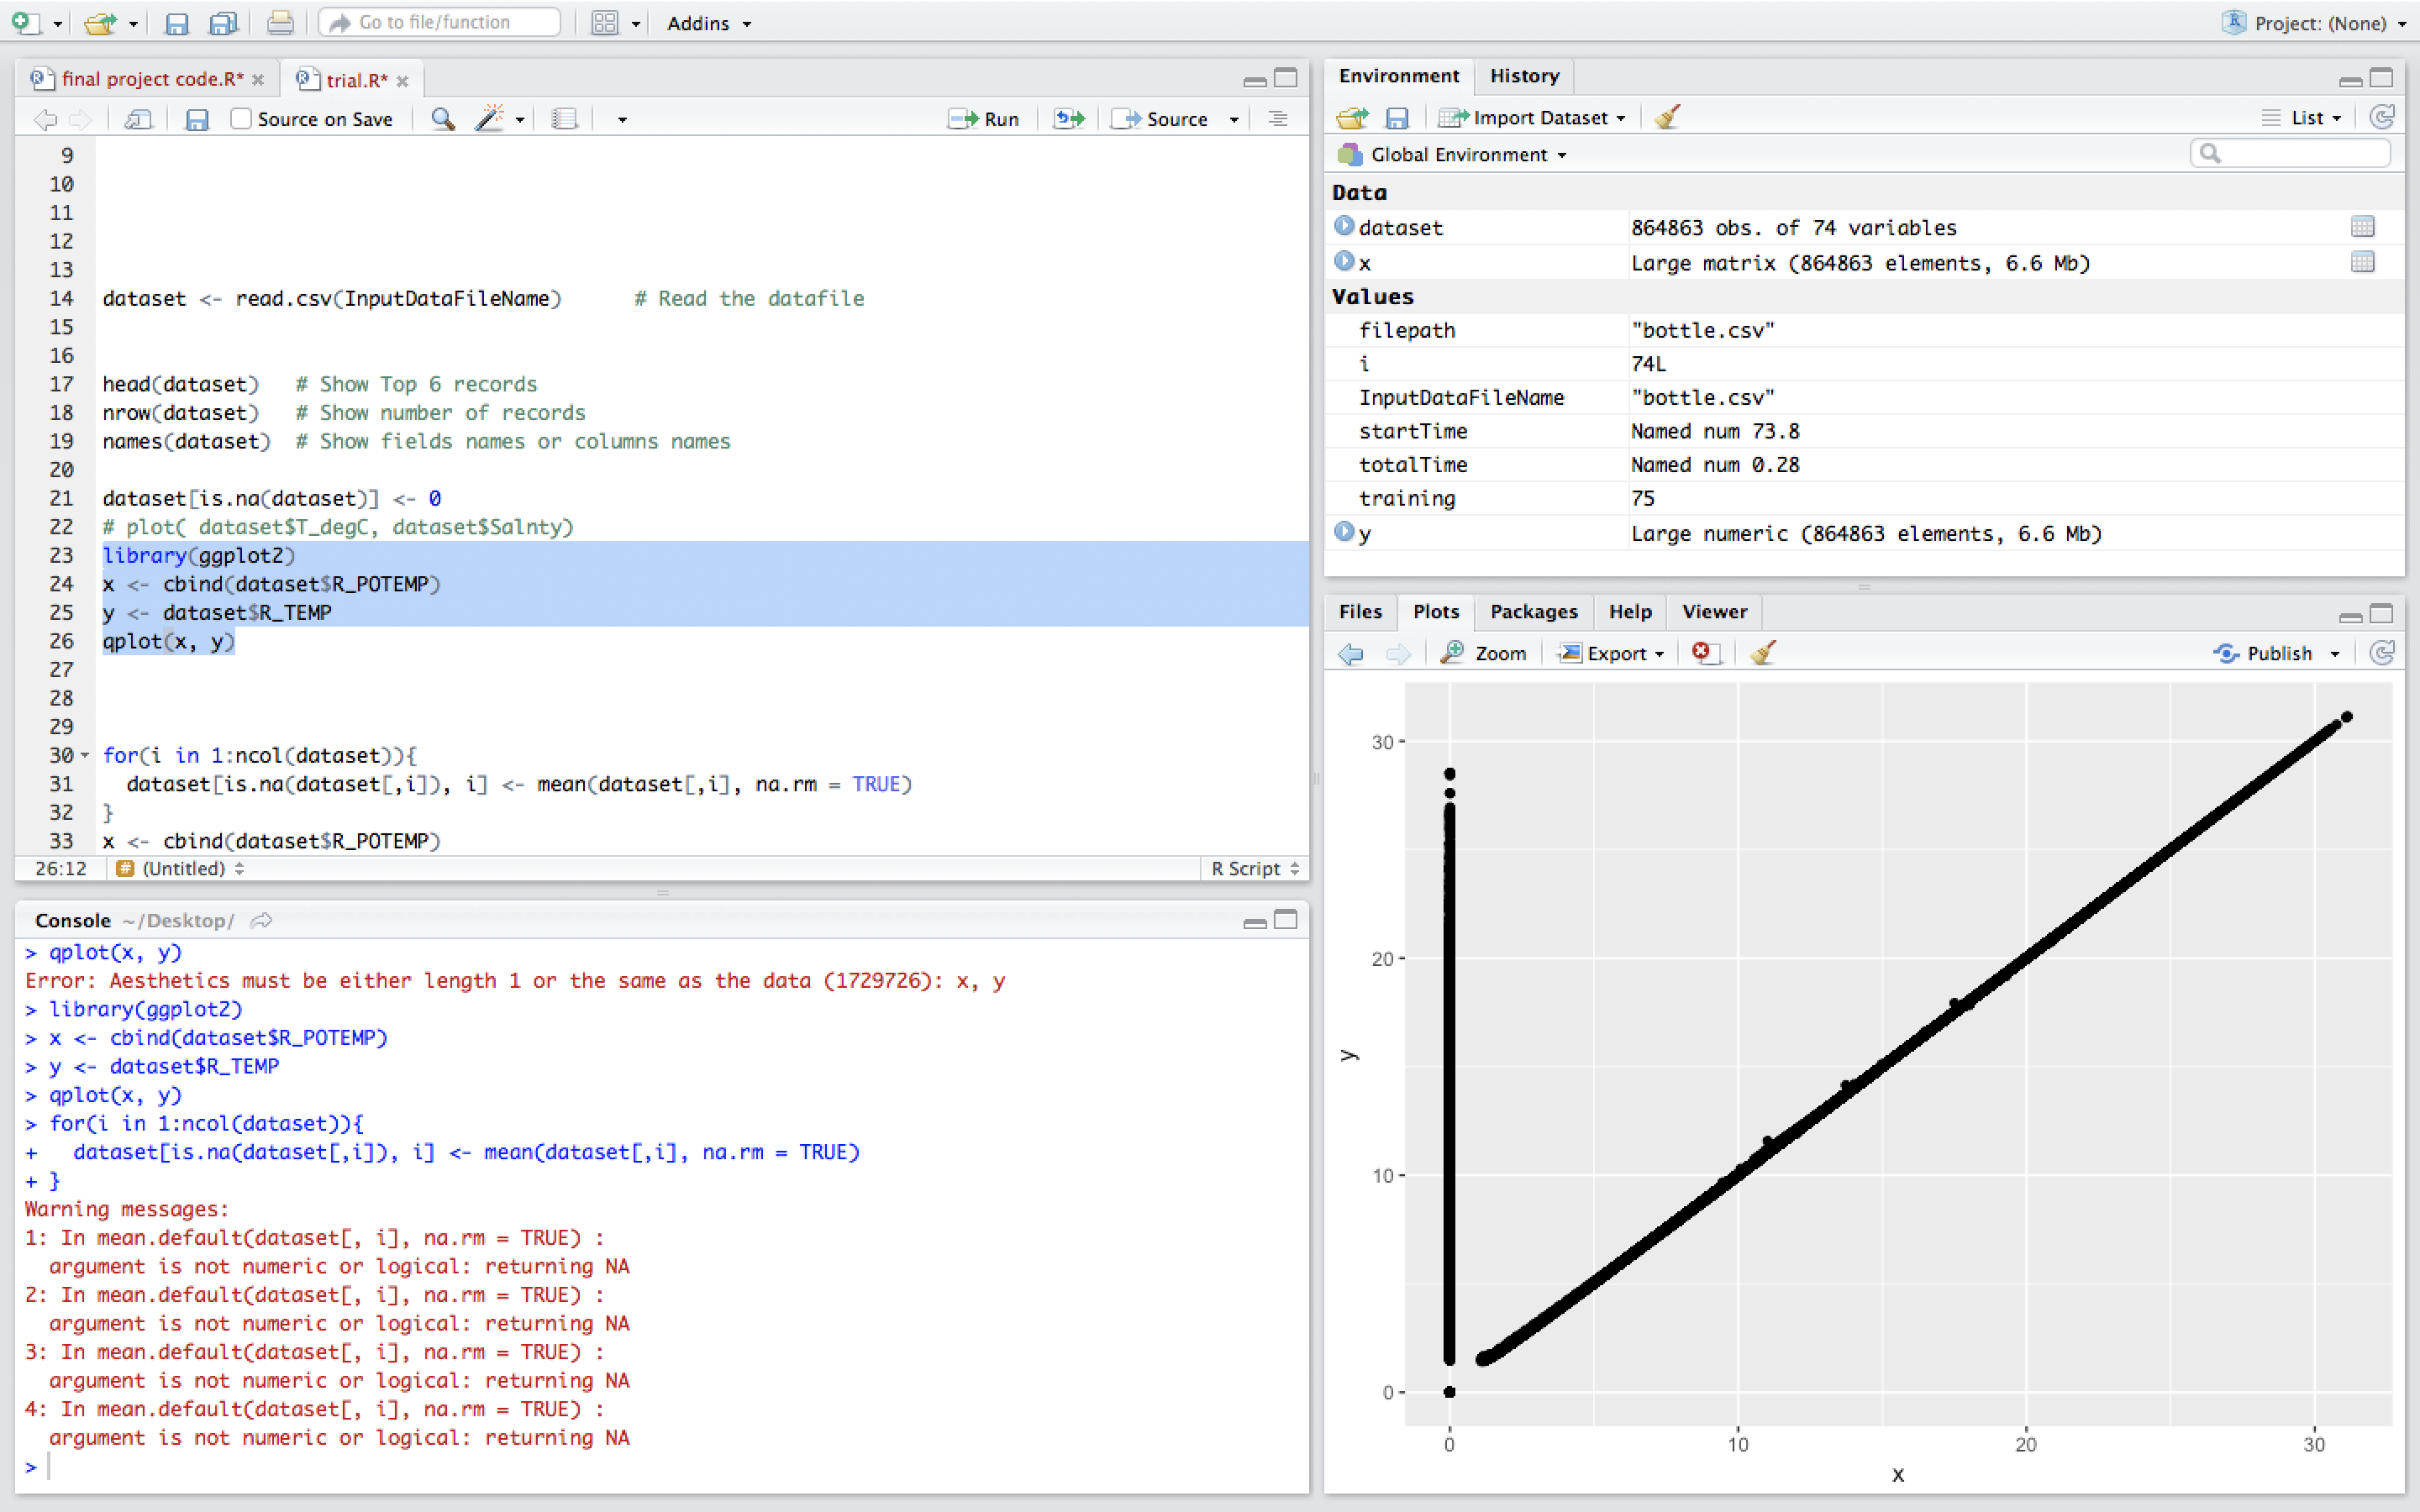 Go to file/function
Addins
Project: (None)
final project code.R*
trial.R*
Source on Save
Run
Source
9
10
11
12
13
14 dataset <- read.csv(InputDataFileName)      # Read the datafile
15
16
17 head(dataset)   # Show Top 6 records
18 nrow(dataset)   # Show number of records
19 names(dataset)  # Show fields names or columns names
20
21 dataset[is.na(dataset)] <- 0
22 # plot( dataset$T_degC, dataset$Salnty)
23 library(ggplot2)
24 x <- cbind(dataset$R_POTEMP)
25 y <- dataset$R_TEMP
26 qplot(x, y)
27
28
29
30 for(i in 1:ncol(dataset)){
31   dataset[is.na(dataset[,i]), i] <- mean(dataset[,i], na.rm = TRUE)
32 }
33 x <- cbind(dataset$R_POTEMP)
26:12 # (Untitled) R Script
Console ~/Desktop/
> qplot(x, y)
Error: Aesthetics must be either length 1 or the same as the data (1729726): x, y
> library(ggplot2)
> x <- cbind(dataset$R_POTEMP)
> y <- dataset$R_TEMP
> qplot(x, y)
> for(i in 1:ncol(dataset)){
+   dataset[is.na(dataset[,i]), i] <- mean(dataset[,i], na.rm = TRUE)
+ }
Warning messages:
1: In mean.default(dataset[, i], na.rm = TRUE) :
  argument is not numeric or logical: returning NA
2: In mean.default(dataset[, i], na.rm = TRUE) :
  argument is not numeric or logical: returning NA
3: In mean.default(dataset[, i], na.rm = TRUE) :
  argument is not numeric or logical: returning NA
4: In mean.default(dataset[, i], na.rm = TRUE) :
  argument is not numeric or logical: returning NA
>
Environment History
Import Dataset
List
Global Environment
Data
dataset 864863 obs. of 74 variables
x Large matrix (864863 elements, 6.6 Mb)
Values
filepath "bottle.csv"
i 74L
InputDataFileName "bottle.csv"
startTime Named num 73.8
totalTime Named num 0.28
training 75
y Large numeric (864863 elements, 6.6 Mb)
Files Plots Packages Help Viewer
Zoom Export Publish
30
20
y
10
0
0 10 20 30
x